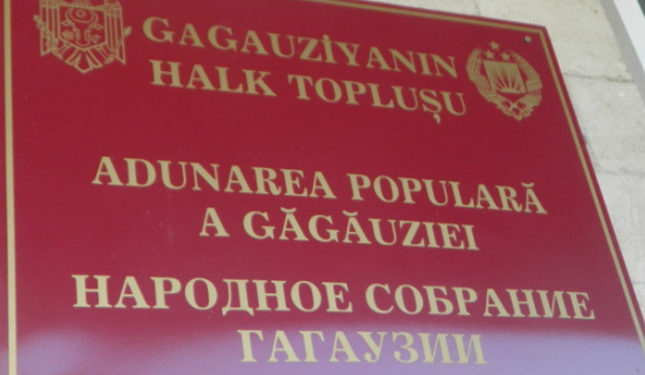 GAGAUZİYANIN
HALK TOPLUŞU
ADUNAREA POPULARĂ
A GĂGĂUZIEI
НАРОДНОЕ СОБРАНИЕ
ГАГАУЗИИ